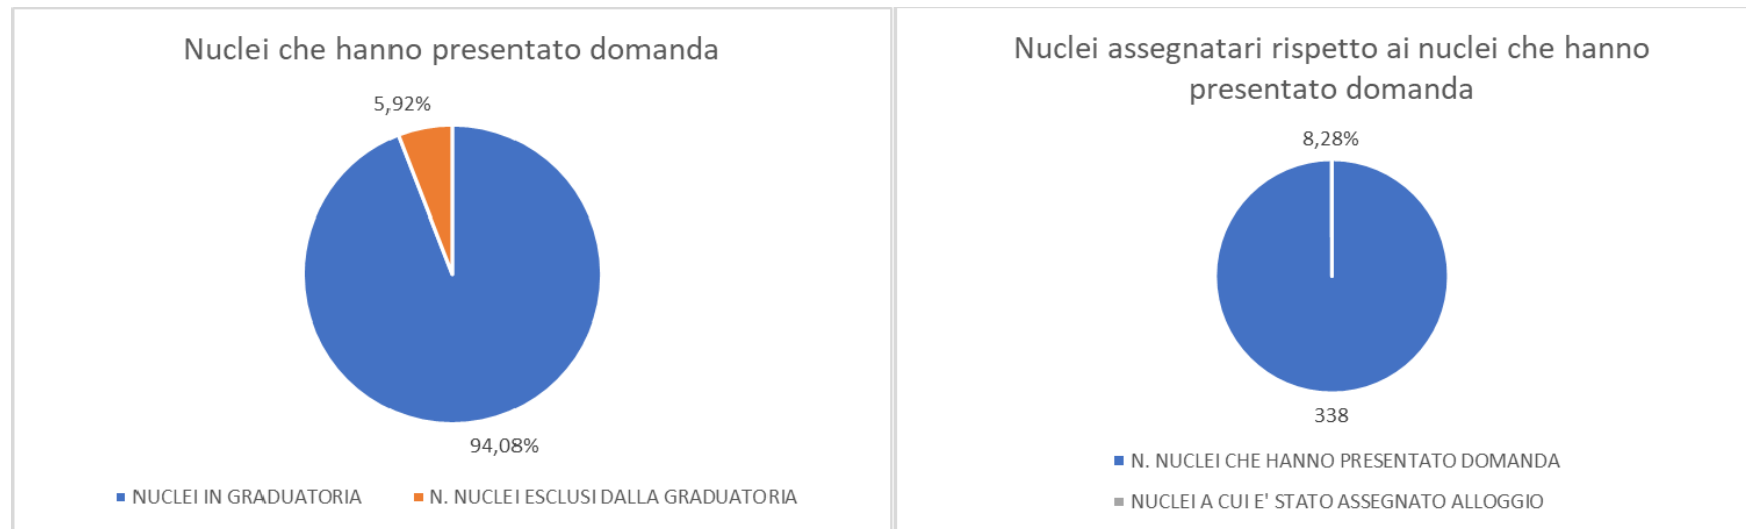 Nuclei che hanno presentato domanda
5,92%
94,08%
NUCLEI IN GRADUATORIA
N. NUCLEI ESCLUSI DALLA GRADUATORIA
Nuclei assegnatari rispetto ai nuclei che hanno
presentato domanda
8,28%
338
N. NUCLEI CHE HANNO PRESENTATO DOMANDA
NUCLEI A CUI E' STATO ASSEGNATO ALLOGGIO